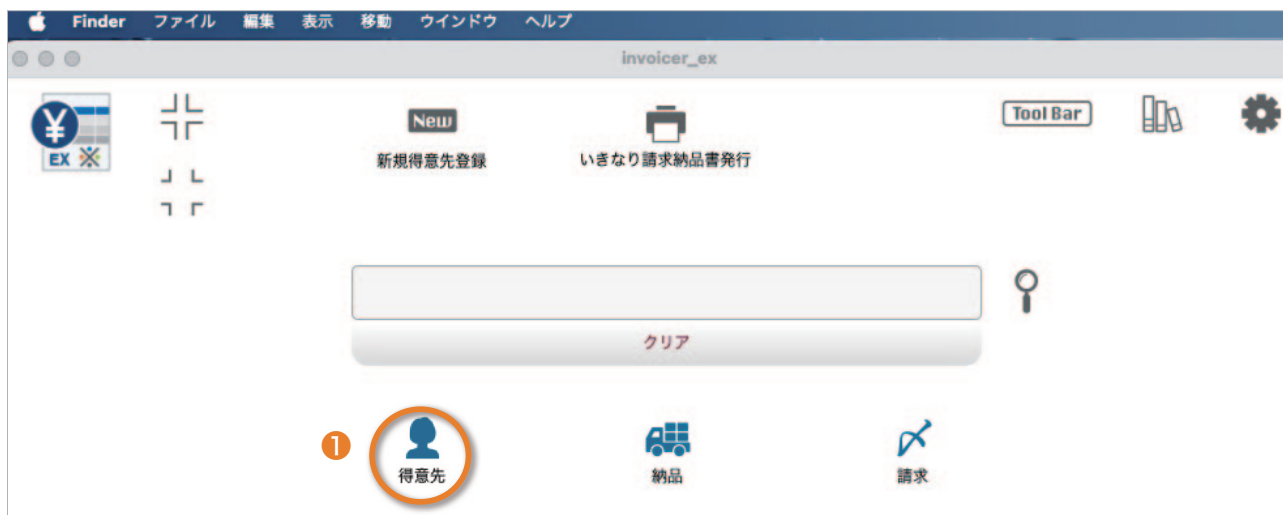 Finder ファイル 編集 表示 移動 ウインドウ ヘルプ
invoicer_ex
¥
EX ※
New
新規得意先登録
いきなり請求納品書発行
Tool Bar
クリア
1
得意先
納品
請求